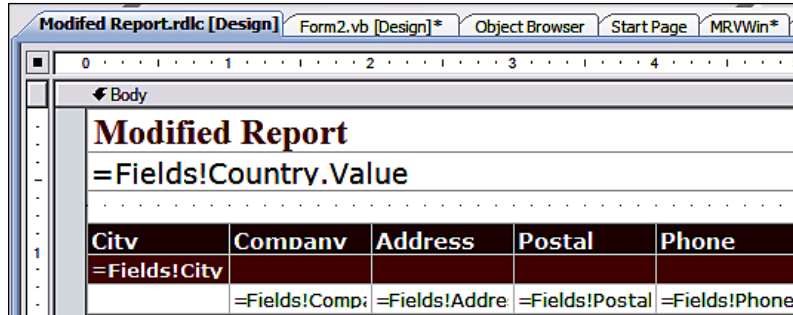 Modifed Report.rdlc [Design] Form2.vb [Design]* Object Browser Start Page MRVWin*
0 1 2 3 4
Body
Modified Report
=Fields!Country.Value
City Company Address Postal Phone
1
=Fields!City
=Fields!Compa =Fields!Addre =Fields!Postal =Fields!Phone